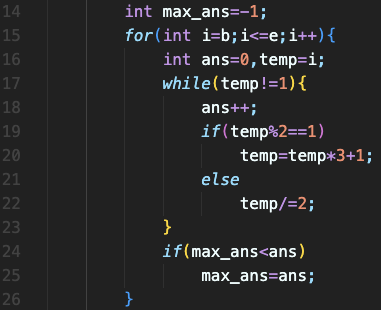 14 int max_ans=-1;
15 for(int i=b;i<=e;i++){
16 int ans=0,temp=i;
17 while(temp!=1){
18 ans++;
19 if(temp%2==1)
20 temp=temp*3+1;
21 else
22 temp/=2;
23 }
24 if(max_ans<ans)
25 max_ans=ans;
26 }